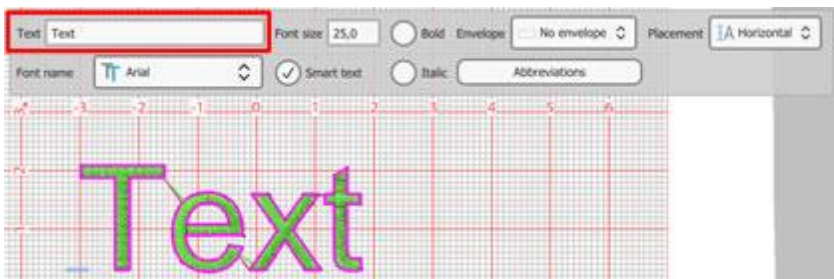 Text Text Font size 25,0 Bold Envelope No envelope Placement Horizontal
Font name Arial Smart text Italic Abbreviations
-3 -2 -1 0 1 2 3 4 5 6
Text